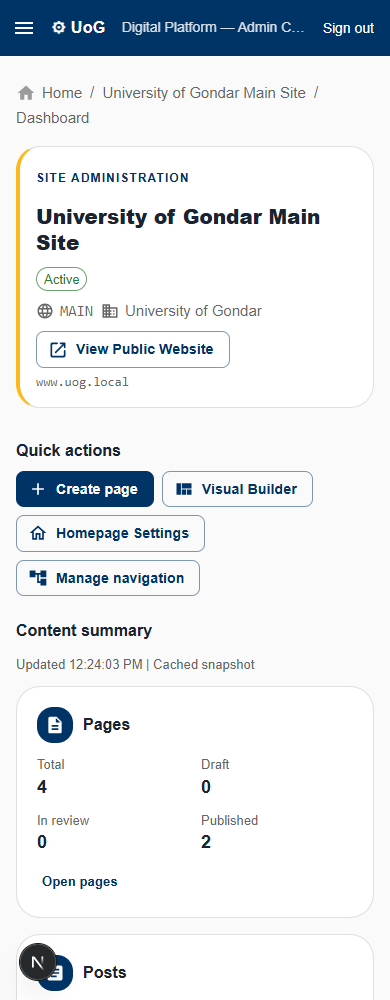 UoG Digital Platform — Admin C... Sign out
Home / University of Gondar Main Site /
Dashboard
SITE ADMINISTRATION
University of Gondar Main
Site
Active
MAIN University of Gondar
View Public Website
www.uog.local
Quick actions
Create page Visual Builder
Homepage Settings
Manage navigation
Content summary
Updated 12:24:03 PM | Cached snapshot
Pages
Total Draft
4 0
In review Published
0 2
Open pages
N Posts